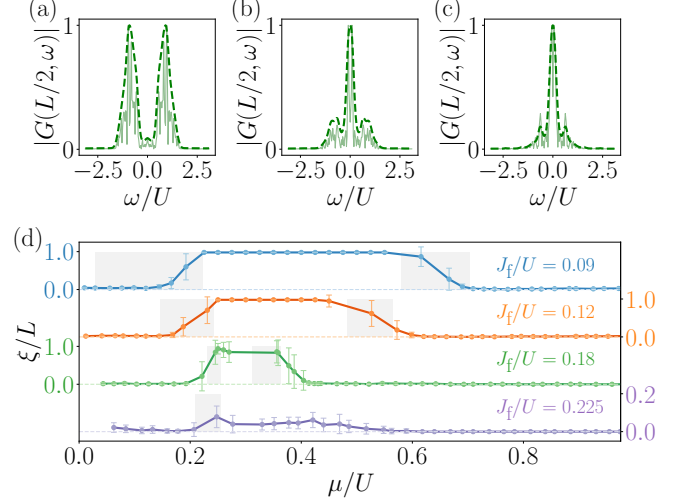 (a) (b) (c)
|G(L/2, ω)| 1 0 −2.5 0.0 2.5 ω/U
|G(L/2, ω)| 1 0 −2.5 0.0 2.5 ω/U
|G(L/2, ω)| 1 0 −2.5 0.0 2.5 ω/U
(d)
1.0 J_f/U = 0.09
0.0
J_f/U = 0.12 1.0
0.0
ξ/L
1.0 J_f/U = 0.18
0.0
J_f/U = 0.225 0.2
0.0
0.0 0.2 0.4 0.6 0.8
μ/U